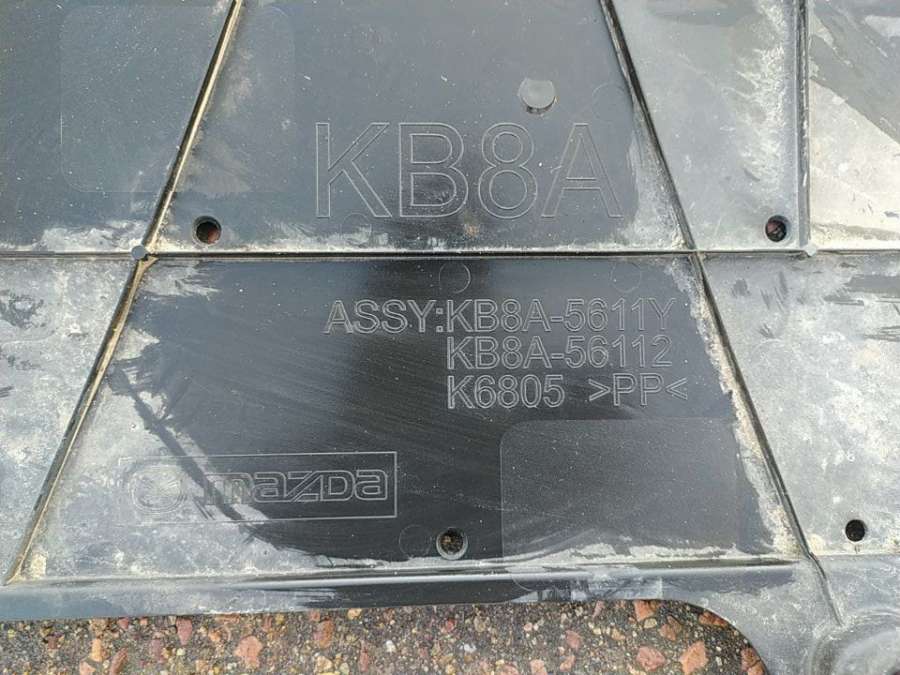 KB8A
ASSY:KB8A-5611Y
KB8A-56112
K6805 >PP<
mazda